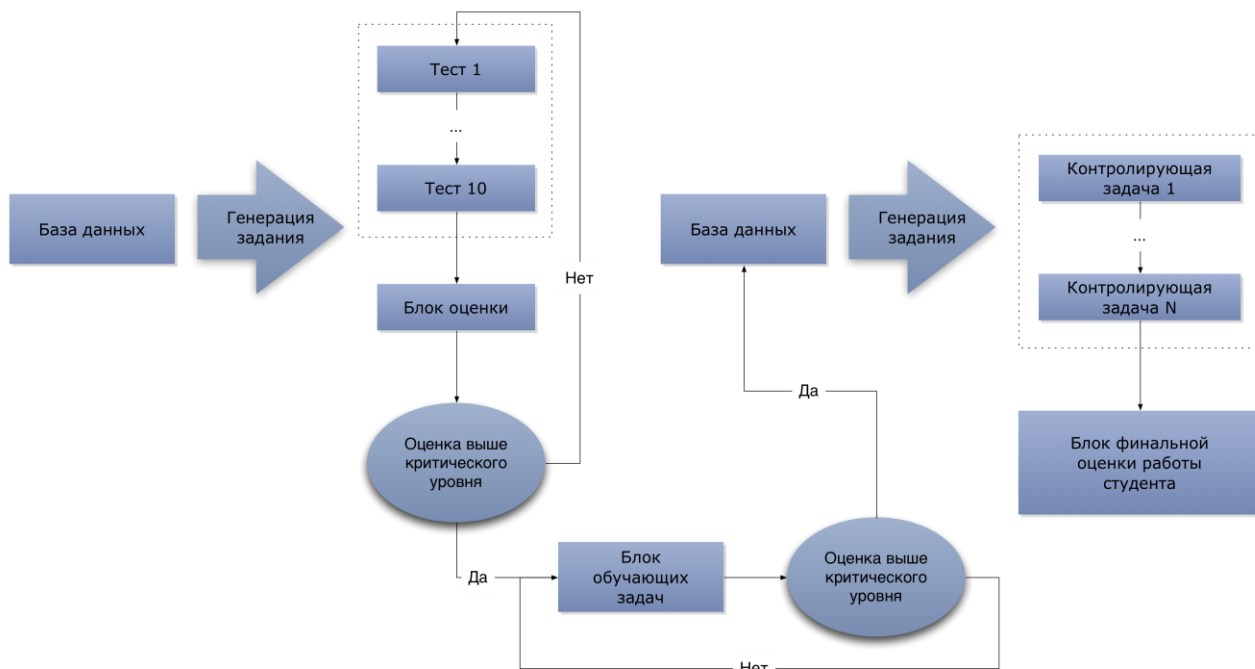 Тест 1
...
Тест 10
База данных
Генерация
задания
Нет
Блок оценки
Оценка выше
критического
уровня
Да
Блок
обучающих
задач
Оценка выше
критического
уровня
Нет
Да
База данных
Генерация
задания
Контролирующая
задача 1
...
Контролирующая
задача N
Блок финальной
оценки работы
студента